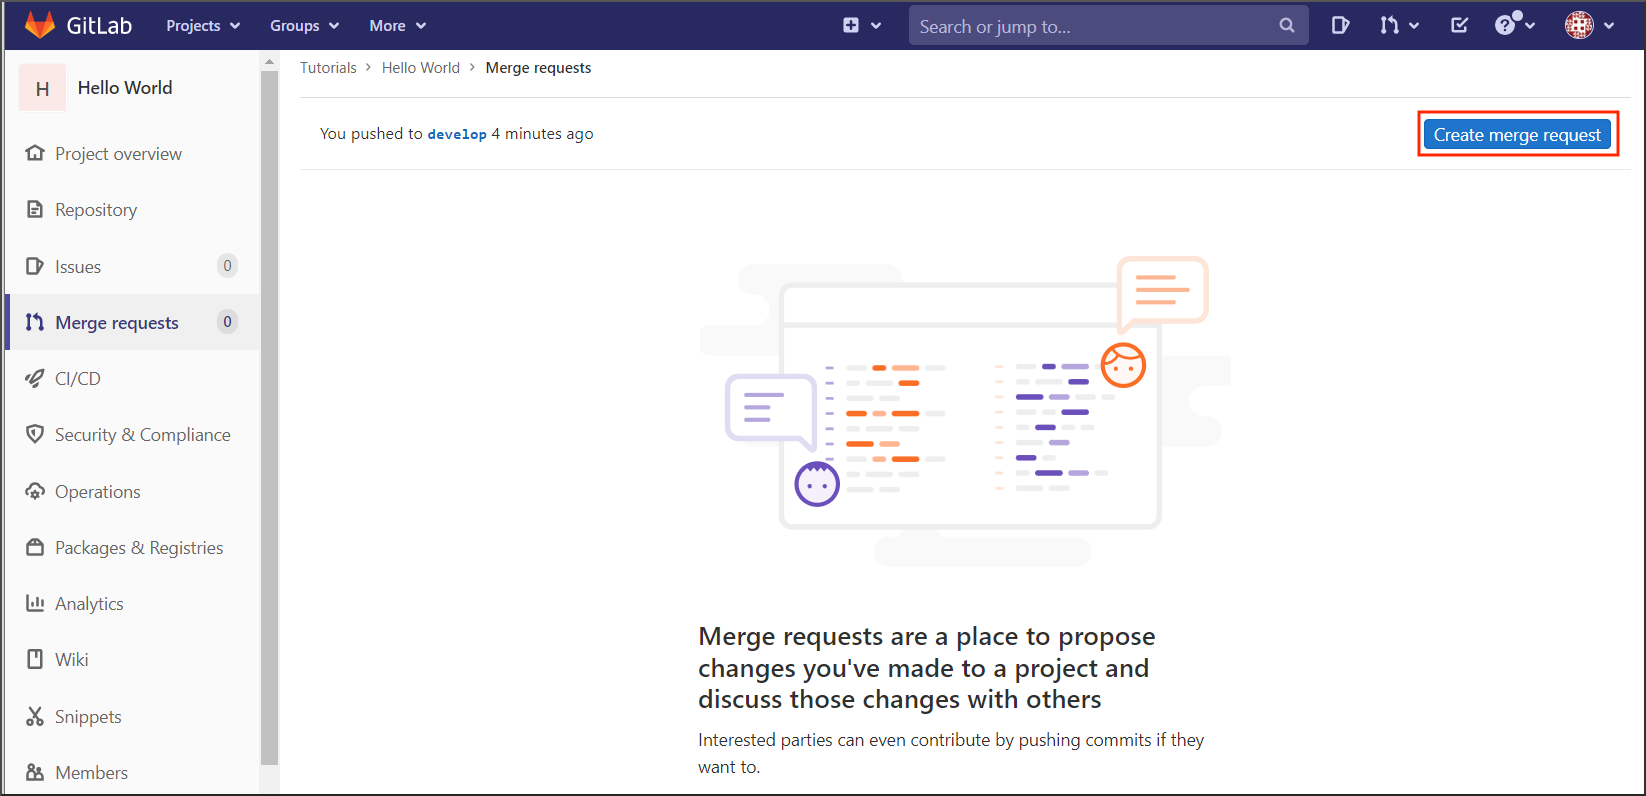 GitLab Projects Groups More Search or jump to...
H Hello World
Project overview
Repository
Issues 0
Merge requests 0
CI/CD
Security & Compliance
Operations
Packages & Registries
Analytics
Wiki
Snippets
Members
Tutorials > Hello World > Merge requests
You pushed to develop 4 minutes ago Create merge request
Merge requests are a place to propose
changes you've made to a project and
discuss those changes with others
Interested parties can even contribute by pushing commits if they
want to.